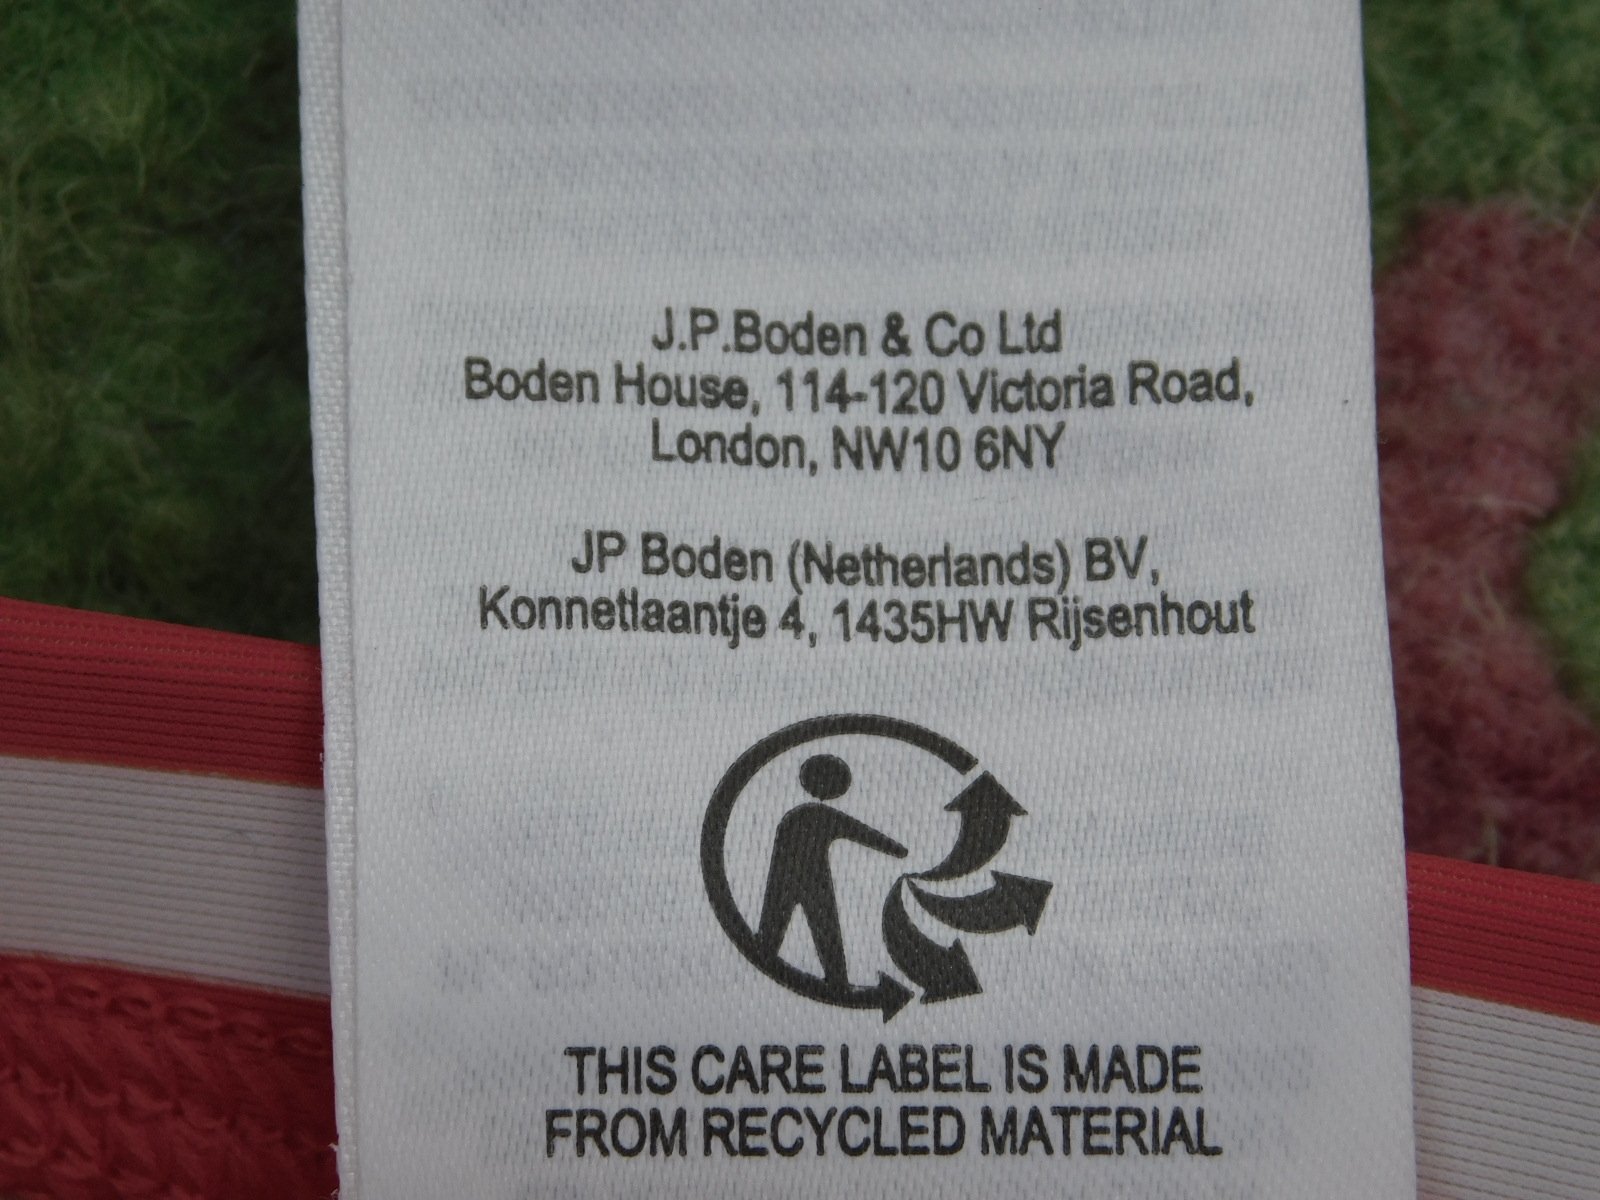 J.P.Boden & Co Ltd
Boden House, 114-120 Victoria Road,
London, NW10 6NY
JP Boden (Netherlands) BV,
Konnetlaantje 4, 1435HW Rijsenhout
THIS CARE LABEL IS MADE
FROM RECYCLED MATERIAL